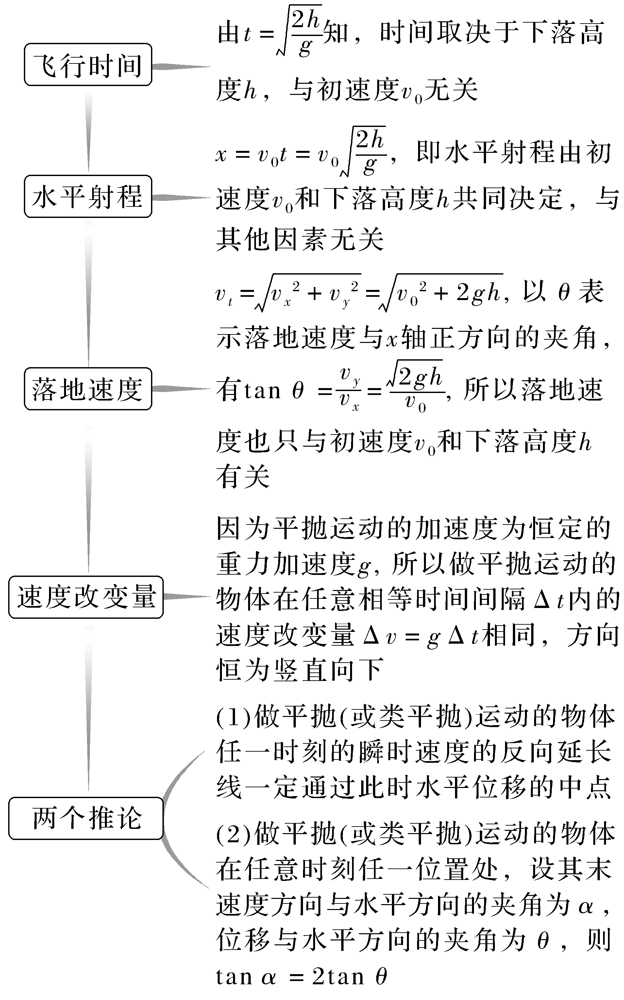 飞行时间
由t=√(2h/g)知，时间取决于下落高
度h，与初速度v₀无关
水平射程
x=v₀t=v₀√(2h/g)，即水平射程由初
速度v₀和下落高度h共同决定，与
其他因素无关
落地速度
vₜ=√(vₓ²+v_y²)=√(v₀²+2gh)，以θ表
示落地速度与x轴正方向的夹角，
有tan θ=v_y/vₓ=√(2gh)/v₀，所以落地速
度也只与初速度v₀和下落高度h
有关
速度改变量
因为平抛运动的加速度为恒定的
重力加速度g，所以做平抛运动的
物体在任意相等时间间隔Δt内的
速度改变量Δv=gΔt相同，方向
恒为竖直向下
两个推论
(1)做平抛(或类平抛)运动的物体
任一时刻的瞬时速度的反向延长
线一定通过此时水平位移的中点
(2)做平抛(或类平抛)运动的物体
在任意时刻任一位置处，设其末
速度方向与水平方向的夹角为α，
位移与水平方向的夹角为θ，则
tan α=2tan θ